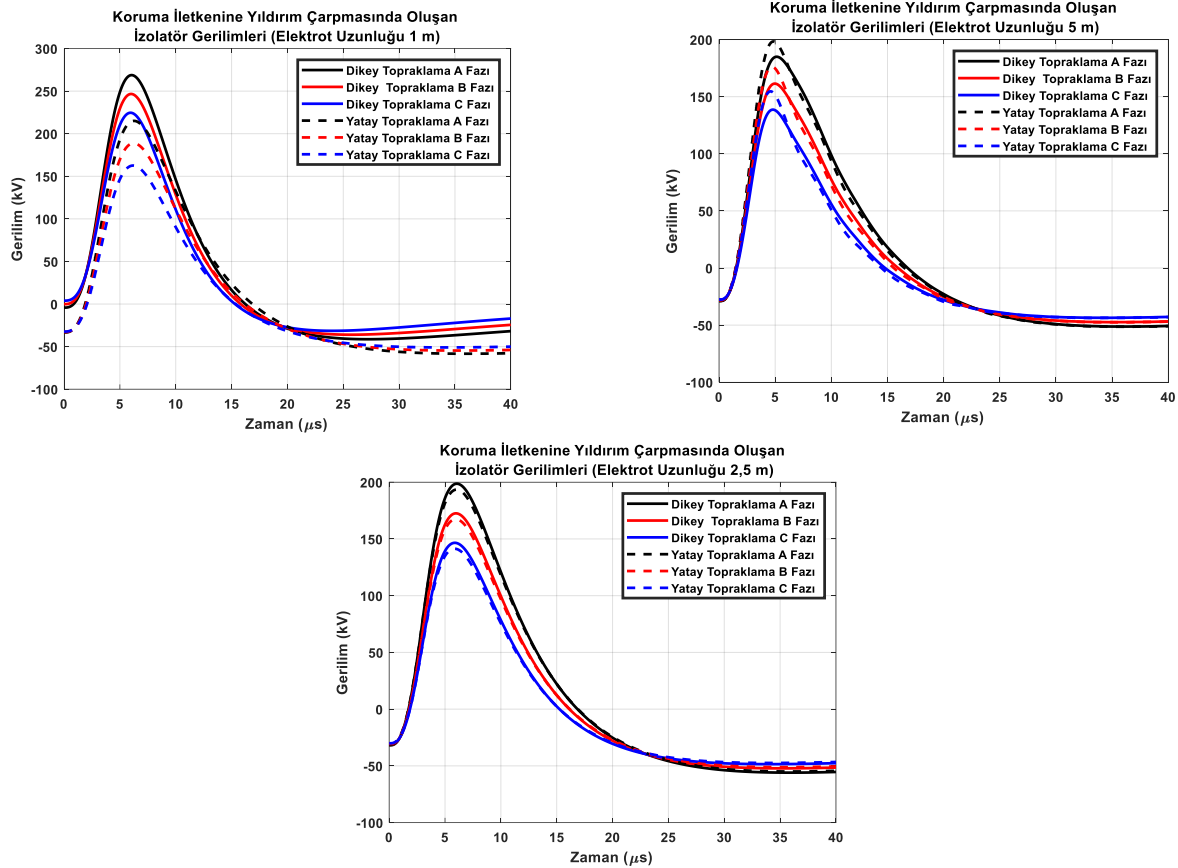 Koruma İletkenine Yıldırım Çarpmasında Oluşan
İzolatör Gerilimleri (Elektrot Uzunluğu 1 m)
300
250
200
150
100
50
0
-50
-100
Gerilim (kV)
Dikey Topraklama A Fazı
Dikey Topraklama B Fazı
Dikey Topraklama C Fazı
Yatay Topraklama A Fazı
Yatay Topraklama B Fazı
Yatay Topraklama C Fazı
0 5 10 15 20 25 30 35 40
Zaman (μs)
Koruma İletkenine Yıldırım Çarpmasında Oluşan
İzolatör Gerilimleri (Elektrot Uzunluğu 5 m)
200
150
100
50
0
-50
-100
Gerilim (kV)
Dikey Topraklama A Fazı
Dikey Topraklama B Fazı
Dikey Topraklama C Fazı
Yatay Topraklama A Fazı
Yatay Topraklama B Fazı
Yatay Topraklama C Fazı
0 5 10 15 20 25 30 35 40
Zaman (μs)
Koruma İletkenine Yıldırım Çarpmasında Oluşan
İzolatör Gerilimleri (Elektrot Uzunluğu 2,5 m)
200
150
100
50
0
-50
-100
Gerilim (kV)
Dikey Topraklama A Fazı
Dikey Topraklama B Fazı
Dikey Topraklama C Fazı
Yatay Topraklama A Fazı
Yatay Topraklama B Fazı
Yatay Topraklama C Fazı
0 5 10 15 20 25 30 35 40
Zaman (μs)